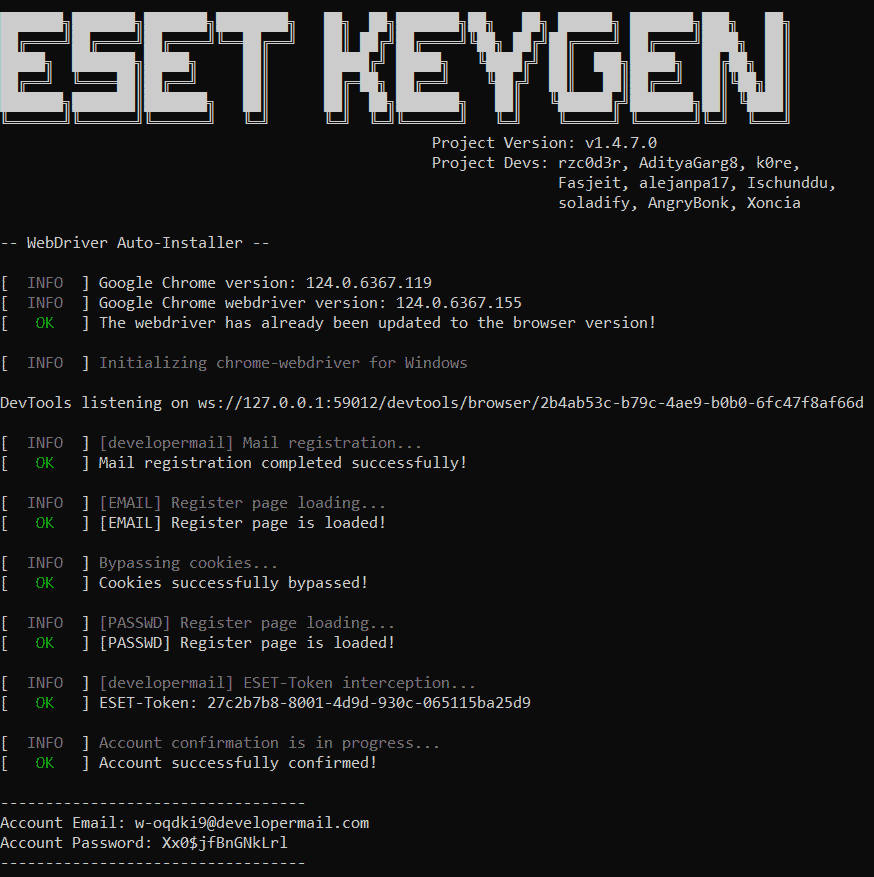 ESET KEYGEN
Project Version: v1.4.7.0
Project Devs: rzc0d3r, AdityaGarg8, k0re,
Fasjeit, alejanpa17, Ischunddu,
soladify, AngryBonk, Xoncia
-- WebDriver Auto-Installer --
[ INFO ] Google Chrome version: 124.0.6367.119
[ INFO ] Google Chrome webdriver version: 124.0.6367.155
[ OK ] The webdriver has already been updated to the browser version!
[ INFO ] Initializing chrome-webdriver for Windows
DevTools listening on ws://127.0.0.1:59012/devtools/browser/2b4ab53c-b79c-4ae9-b0b0-6fc47f8af66d
[ INFO ] [developermail] Mail registration...
[ OK ] Mail registration completed successfully!
[ INFO ] [EMAIL] Register page loading...
[ OK ] [EMAIL] Register page is loaded!
[ INFO ] Bypassing cookies...
[ OK ] Cookies successfully bypassed!
[ INFO ] [PASSWD] Register page loading...
[ OK ] [PASSWD] Register page is loaded!
[ INFO ] [developermail] ESET-Token interception...
[ OK ] ESET-Token: 27c2b7b8-8001-4d9d-930c-065115ba25d9
[ INFO ] Account confirmation is in progress...
[ OK ] Account successfully confirmed!
----------------------------------
Account Email: w-oqdki9@developermail.com
Account Password: Xx0$jfBnGNkLrl
----------------------------------